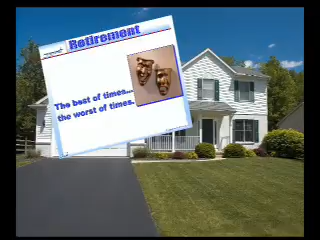 Retirement
The best of times...
the worst of times.